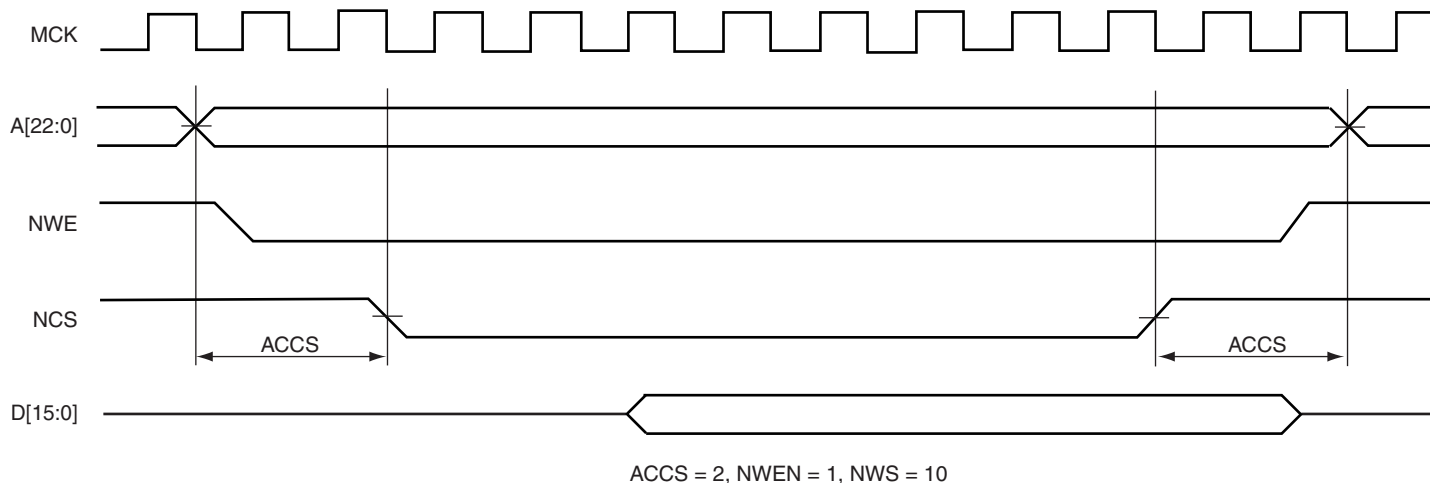 MCK
A[22:0]
NWE
NCS
ACCS
ACCS
D[15:0]
ACCS = 2, NWEN = 1, NWS = 10